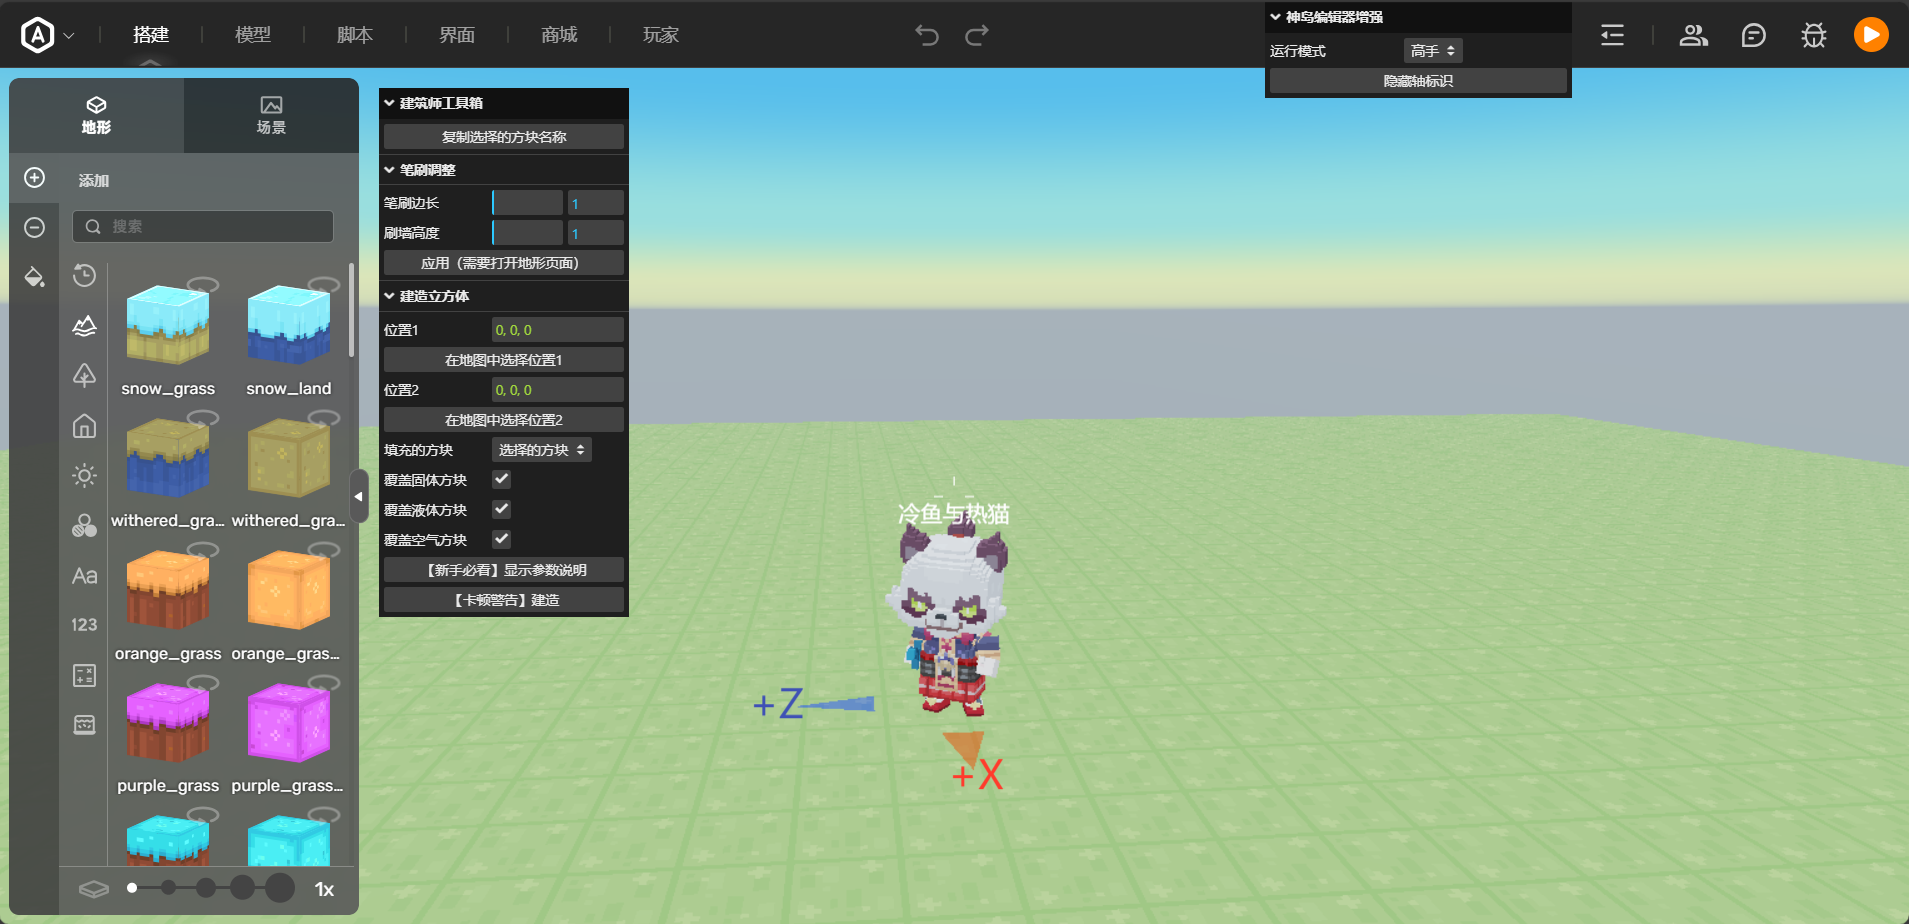 搭建
模型
脚本
界面
商城
玩家
神岛编辑器增强
运行模式
高手
隐藏轴标识
地形
场景
添加
搜索
snow_grass
snow_land
withered_gra...
withered_gra...
orange_grass
orange_gras...
purple_grass
purple_grass...
Aa
123
1x
建筑师工具箱
复制选择的方块名称
笔刷调整
笔刷边长
1
刷墙高度
1
应用（需要打开地形页面）
建造立方体
位置1
0, 0, 0
在地图中选择位置1
位置2
0, 0, 0
在地图中选择位置2
填充的方块
选择的方块
覆盖固体方块
覆盖液体方块
覆盖空气方块
【新手必看】显示参数说明
【卡顿警告】建造
冷鱼与热猫
+Z
+X